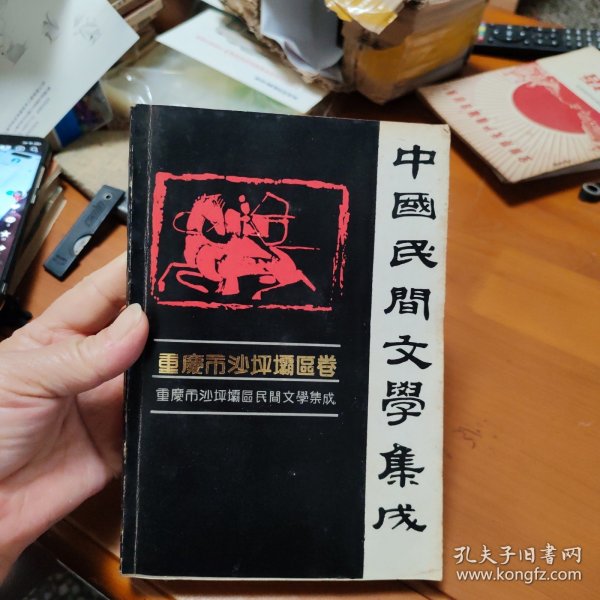 中國民間文學集成
重慶市沙坪壩區卷
重慶市沙坪壩區民間文學集成
孔夫子旧书网
www.kongfz.com